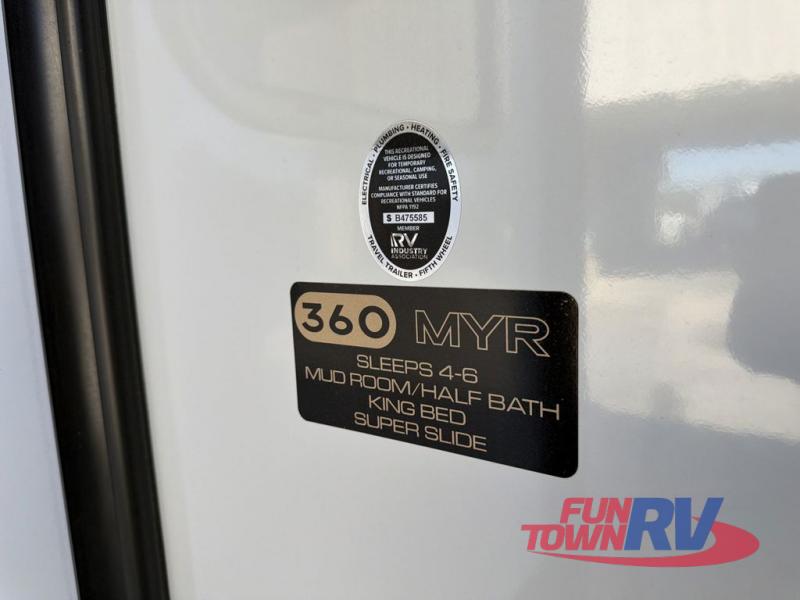 ELECTRICAL • PLUMBING • HEATING • FIRE SAFETY
THIS RECREATIONAL
VEHICLE IS DESIGNED
FOR TEMPORARY
RECREATIONAL, CAMPING,
OR SEASONAL USE
MANUFACTURER CERTIFIES
COMPLIANCE WITH STANDARD FOR
RECREATIONAL VEHICLES
NFPA 1192
$ B475585
MEMBER
RV
INDUSTRY
ASSOCIATION
TRAVEL TRAILER • FIFTH WHEEL
360 MYR
SLEEPS 4-6
MUD ROOM/HALF BATH
KING BED
SUPER SLIDE
FUN
TOWN RV